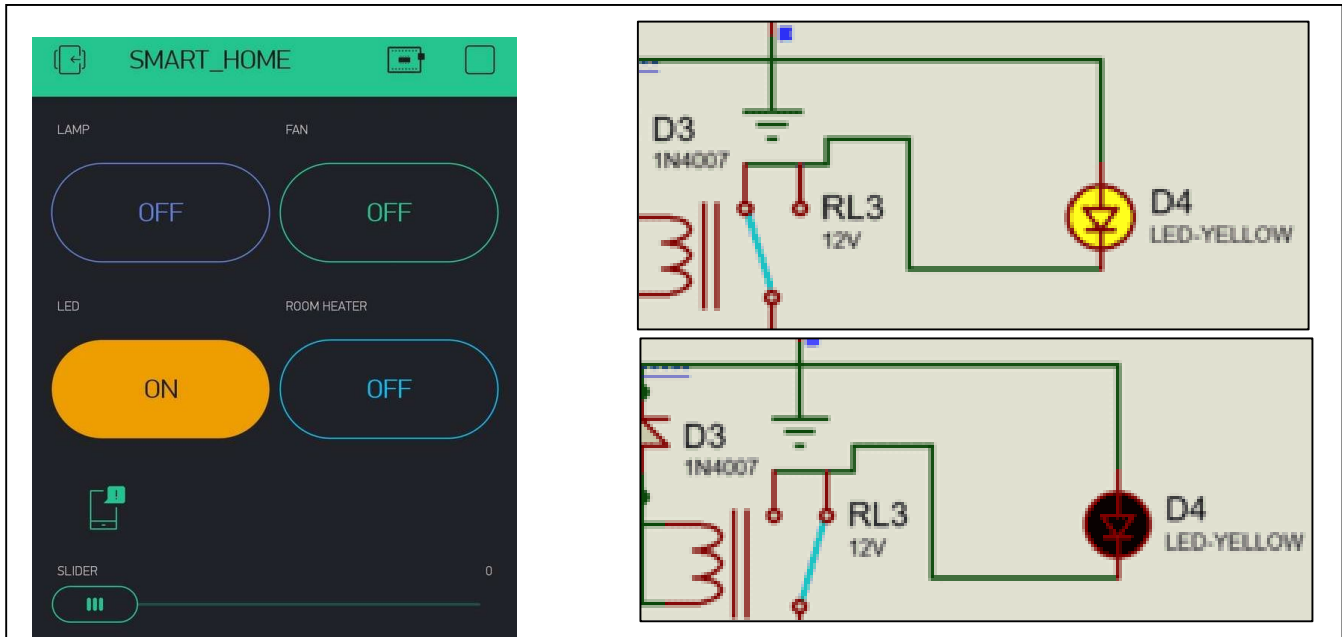 SMART_HOME
LAMP
FAN
OFF
OFF
LED
ROOM HEATER
ON
OFF
SLIDER
0
D3
1N4007
RL3
12V
D4
LED-YELLOW
D3
1N4007
RL3
12V
D4
LED-YELLOW